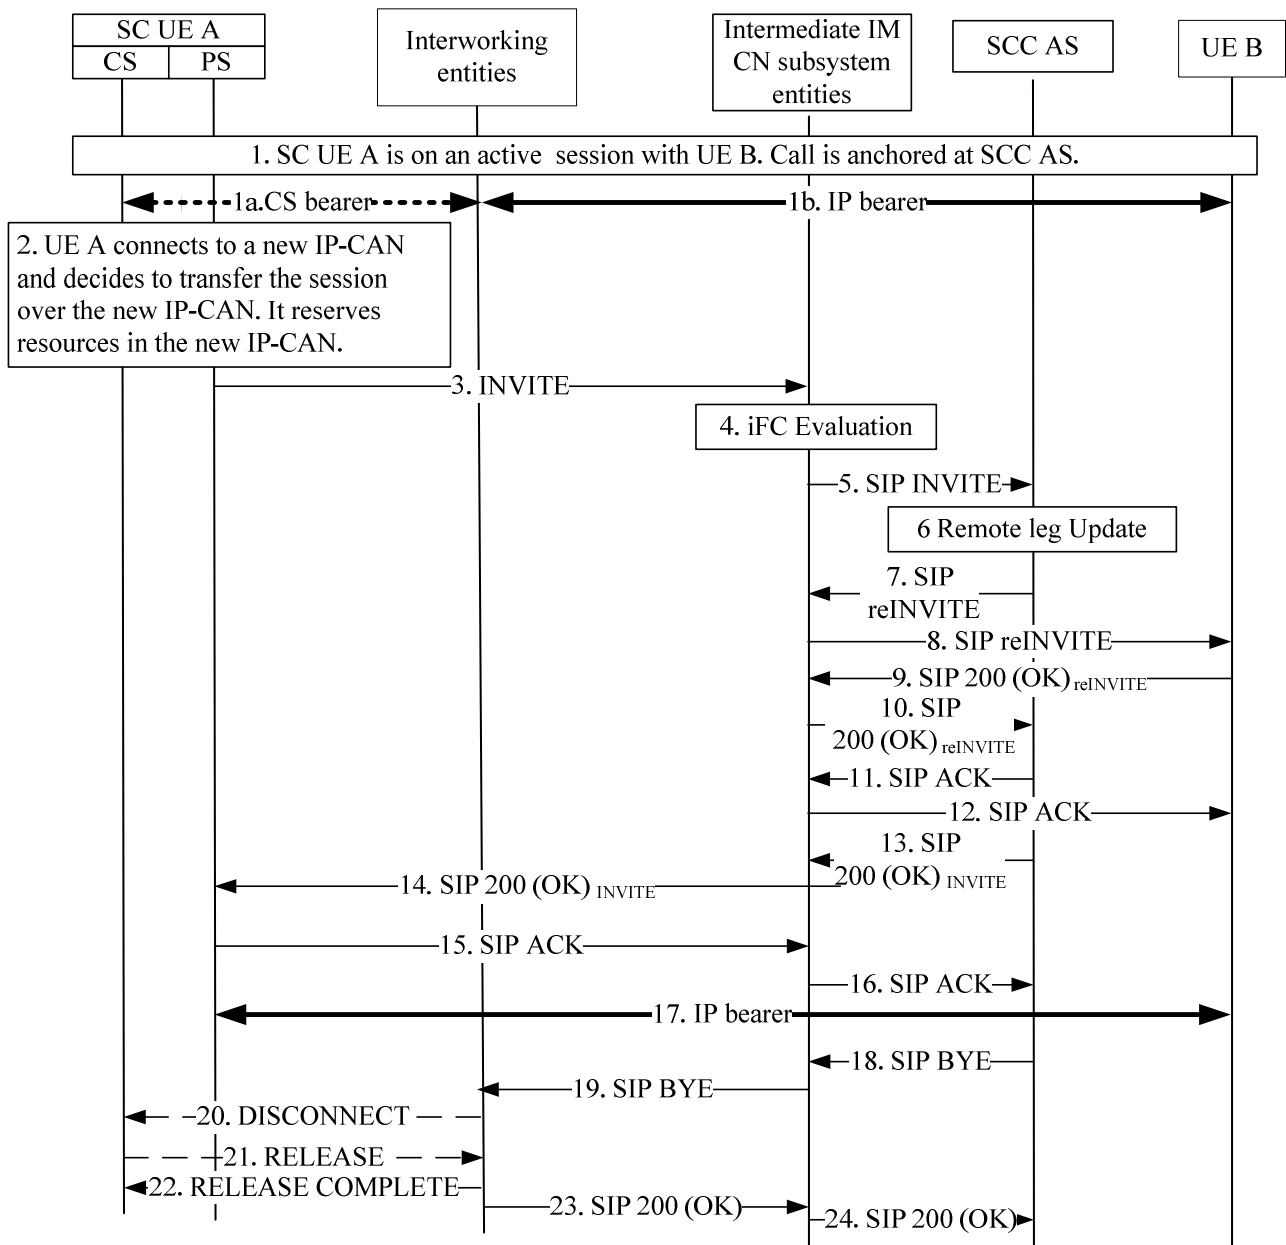 SC UE A
CS PS
Interworking
entities
Intermediate IM
CN subsystem
entities
SCC AS
UE B
1. SC UE A is on an active session with UE B. Call is anchored at SCC AS.
1a.CS bearer
1b. IP bearer
2. UE A connects to a new IP-CAN
and decides to transfer the session
over the new IP-CAN. It reserves
resources in the new IP-CAN.
3. INVITE
4. iFC Evaluation
5. SIP INVITE
6 Remote leg Update
7. SIP
reINVITE
8. SIP reINVITE
9. SIP 200 (OK) reINVITE
10. SIP
200 (OK) reINVITE
11. SIP ACK
12. SIP ACK
13. SIP
200 (OK) INVITE
14. SIP 200 (OK) INVITE
15. SIP ACK
16. SIP ACK
17. IP bearer
18. SIP BYE
19. SIP BYE
20. DISCONNECT
21. RELEASE
22. RELEASE COMPLETE
23. SIP 200 (OK)
24. SIP 200 (OK)